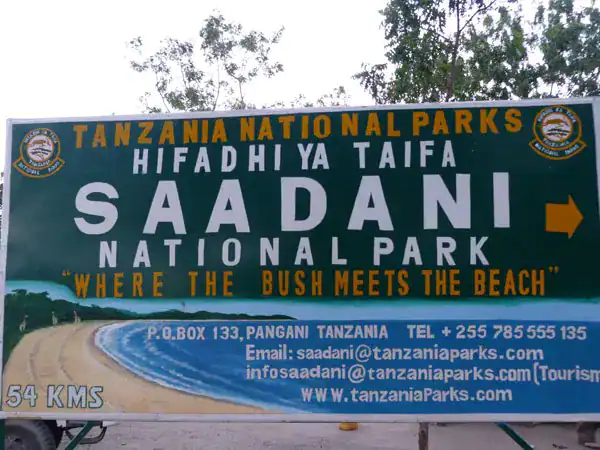 TANZANIA NATIONAL PARKS
HIFADHI YA TAIFA
SAADANI
NATIONAL PARK
"WHERE THE BUSH MEETS THE BEACH"
P.O.BOX 133, PANGANI TANZANIA TEL + 255 785 555 135
Email: saadani@tanzaniaparks.com
infosaadani@tanzaniaparks.com (Tourism
54 KMS
WWW.tanzaniaParks.com